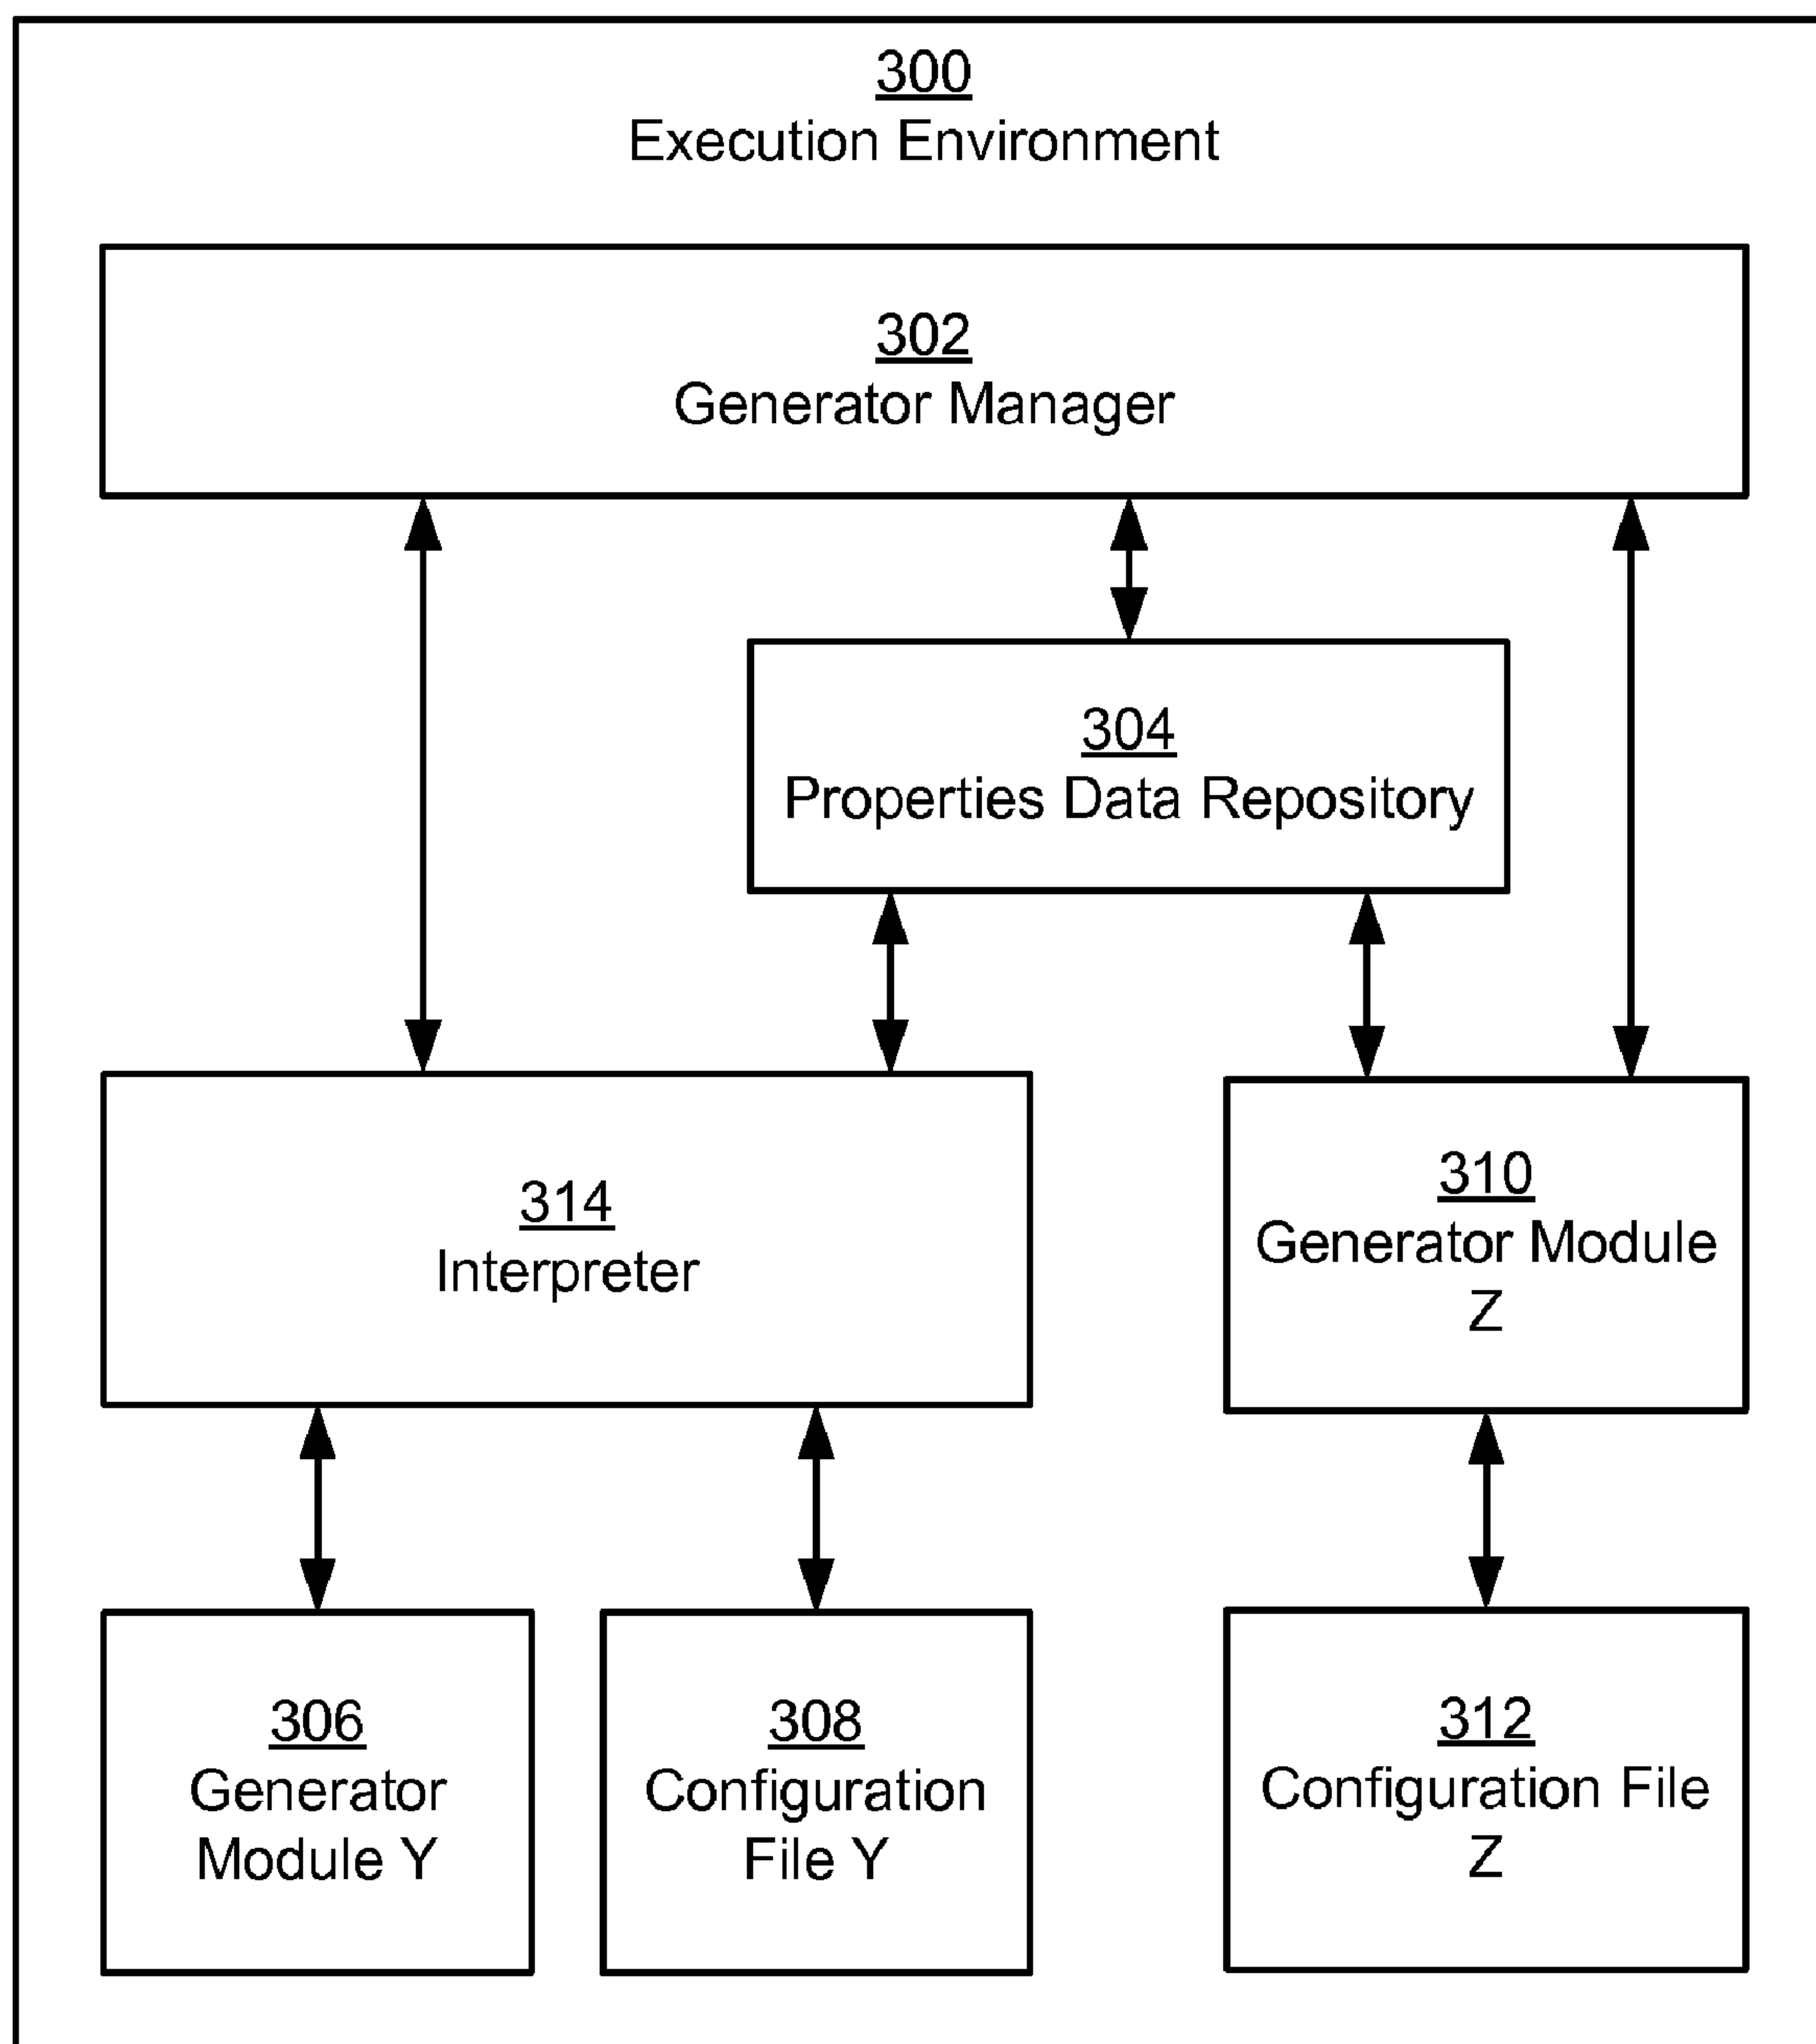 300
Execution Environment
302
Generator Manager
304
Properties Data Repository
314
Interpreter
310
Generator Module
Z
306
Generator
Module Y
308
Configuration
File Y
312
Configuration File
Z